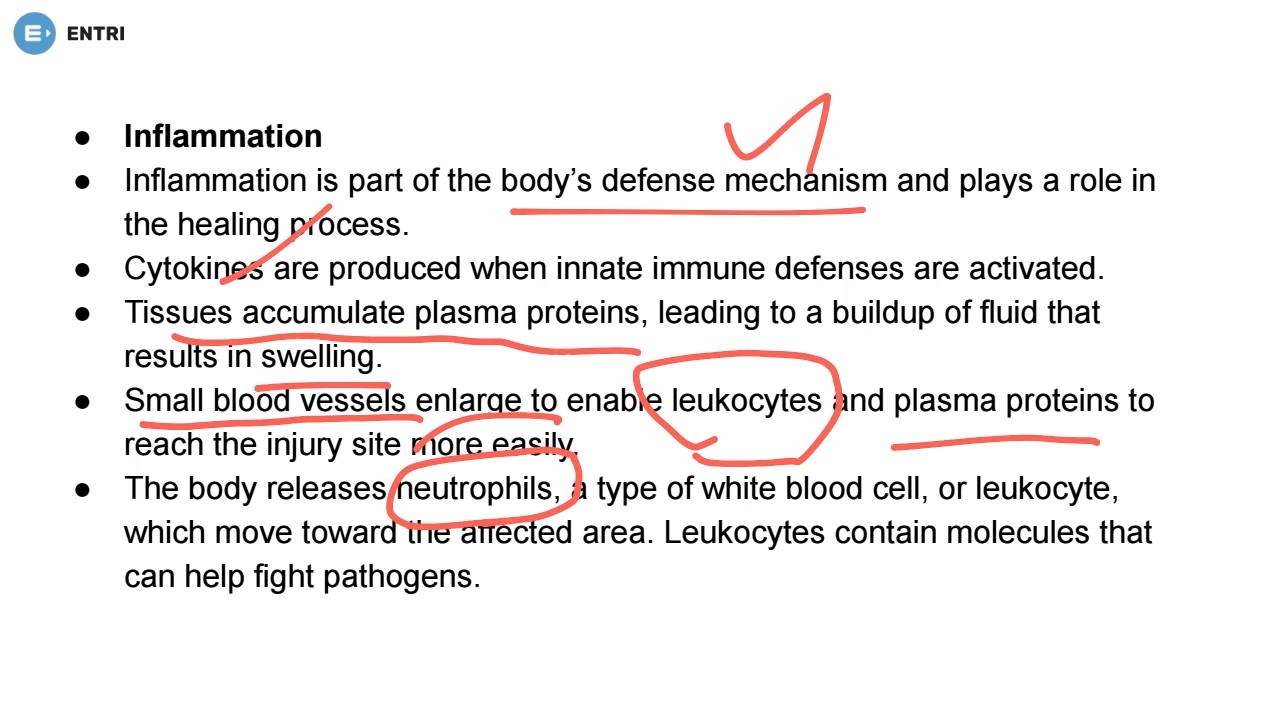 ENTRI
● Inflammation
● Inflammation is part of the body’s defense mechanism and plays a role in
the healing process.
● Cytokines are produced when innate immune defenses are activated.
● Tissues accumulate plasma proteins, leading to a buildup of fluid that
results in swelling.
● Small blood vessels enlarge to enable leukocytes and plasma proteins to
reach the injury site more easily.
● The body releases neutrophils, a type of white blood cell, or leukocyte,
which move toward the affected area. Leukocytes contain molecules that
can help fight pathogens.